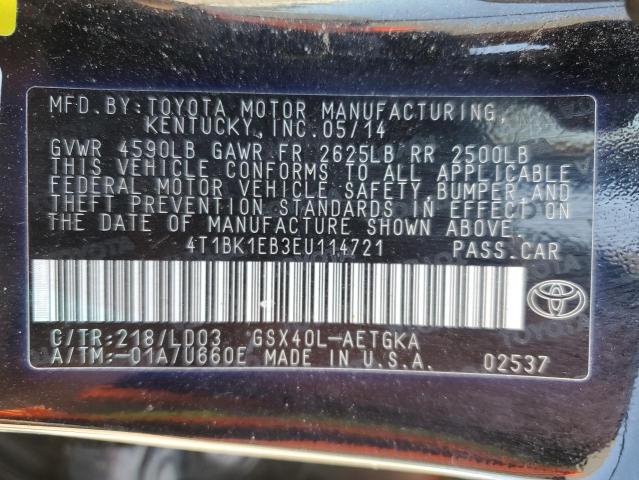 MFD.BY:TOYOTA MOTOR MANUFACTURING,
KENTUCKY, INC.05/14
GVWR 4590LB GAWR FR 2625LB RR 2500LB
THIS VEHICLE CONFORMS TO ALL APPLICABLE
FEDERAL MOTOR VEHICLE SAFETY, BUMPER, AND
THEFT PREVENTION STANDARDS IN EFFECT ON
THE DATE OF MANUFACTURE SHOWN ABOVE.
4T1BK1EB3EU114721 PASS.CAR
C/TR:218/LD03 GSX40L-AETGKA
A/TM:-01A/U660E MADE IN U.S.A. 02537